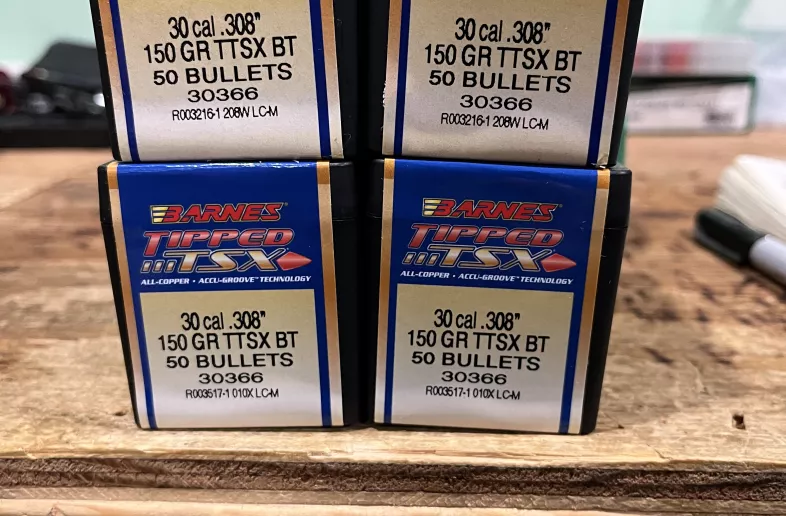 30 cal .308"
150 GR TTSX BT
50 BULLETS
30366
R003216-1 208W LC-M
30 cal .308"
150 GR TTSX BT
50 BULLETS
30366
R003216-1 208W LC-M
BARNES®
TIPPED
TSX
ALL-COPPER • ACCU-GROOVE™ TECHNOLOGY
30 cal .308"
150 GR TTSX BT
50 BULLETS
30366
R003517-1 010X LC-M
BARNES®
TIPPED
TSX
ALL-COPPER • ACCU-GROOVE™ TECHNOLOGY
30 cal .308"
150 GR TTSX BT
50 BULLETS
30366
R003517-1 010X LC-M